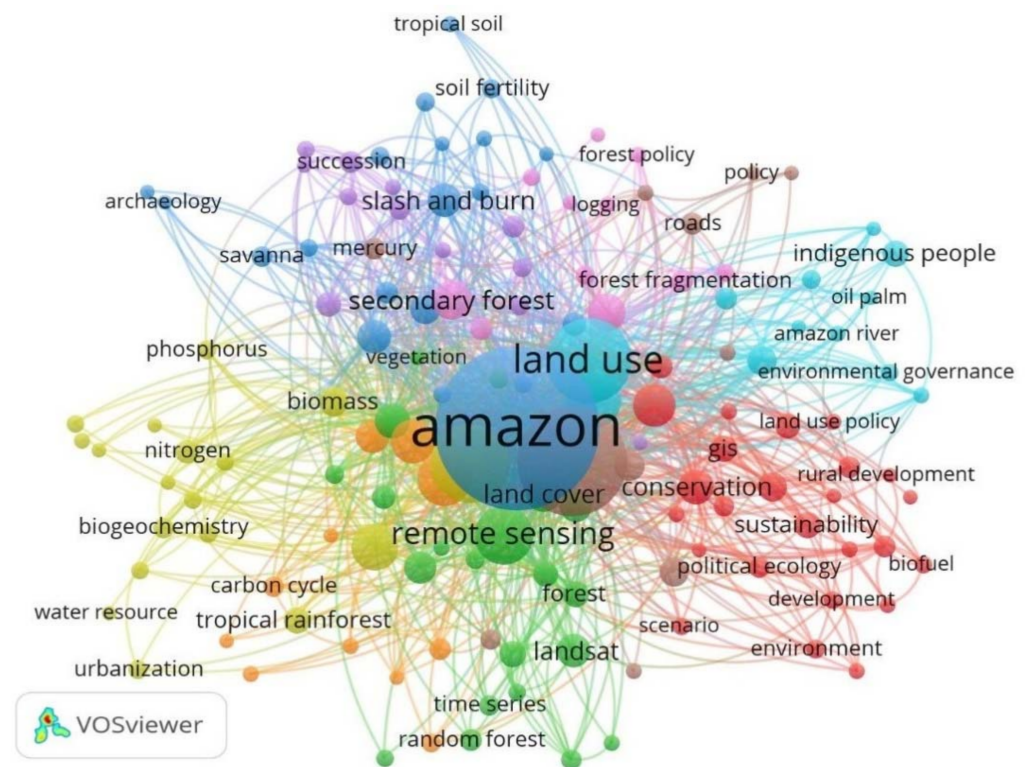 tropical soil
soil fertility
succession
forest policy
policy
archaeology
slash and burn
logging
roads
savanna
mercury
indigenous people
forest fragmentation
secondary forest
oil palm
amazon river
phosphorus
vegetation
land use
environmental governance
biomass
amazon
land use policy
nitrogen
gis
rural development
conservation
land cover
biogeochemistry
remote sensing
sustainability
political ecology
biofuel
carbon cycle
forest
development
water resource
tropical rainforest
scenario
environment
landsat
urbanization
time series
random forest
VOSviewer